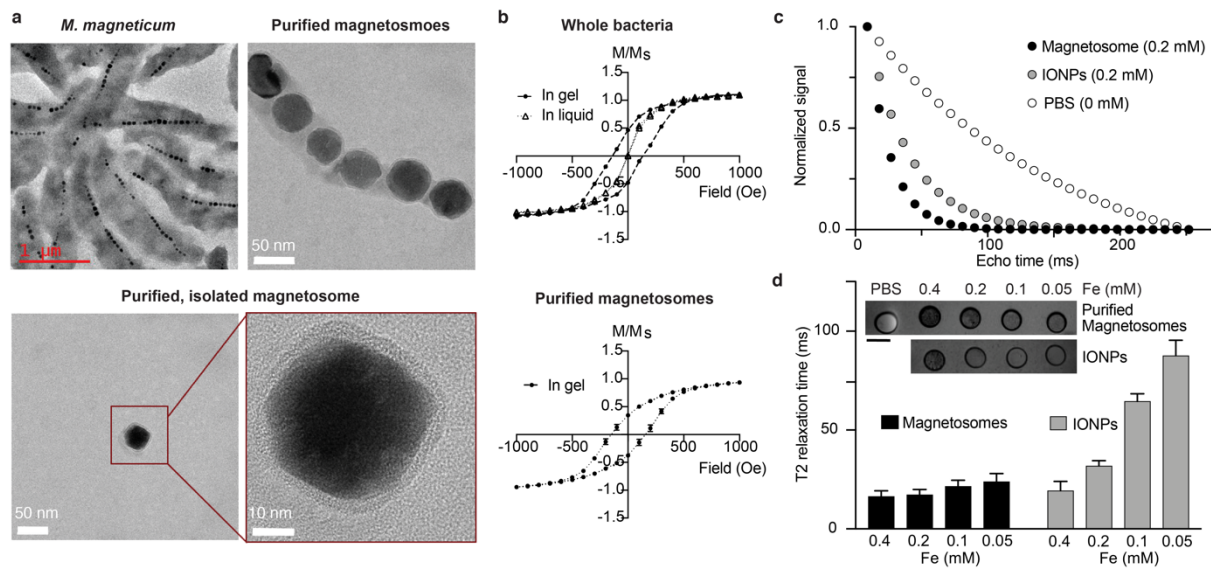 a
M. magneticum
Purified magnetosmoes
1 µm
50 nm
Purified, isolated magnetosome
50 nm
10 nm
b
Whole bacteria
M/Ms
1.5
In gel
In liquid
1.0
0.5
-1000
-500
500
1000
-0.5
Field (Oe)
-1.0
-1.5
Purified magnetosomes
M/Ms
1.5
In gel
1.0
0.5
-1000
-500
500
1000
-0.5
Field (Oe)
-1.0
-1.5
c
Normalized signal
1.0
0.5
0.0
Magnetosome (0.2 mM)
IONPs (0.2 mM)
PBS (0 mM)
0
100
200
Echo time (ms)
d
T2 relaxation time (ms)
100
50
0
PBS 0.4 0.2 0.1 0.05 Fe (mM)
Purified
Magnetosomes
IONPs
Magnetosomes
IONPs
0.4 0.2 0.1 0.05
Fe (mM)
0.4 0.2 0.1 0.05
Fe (mM)